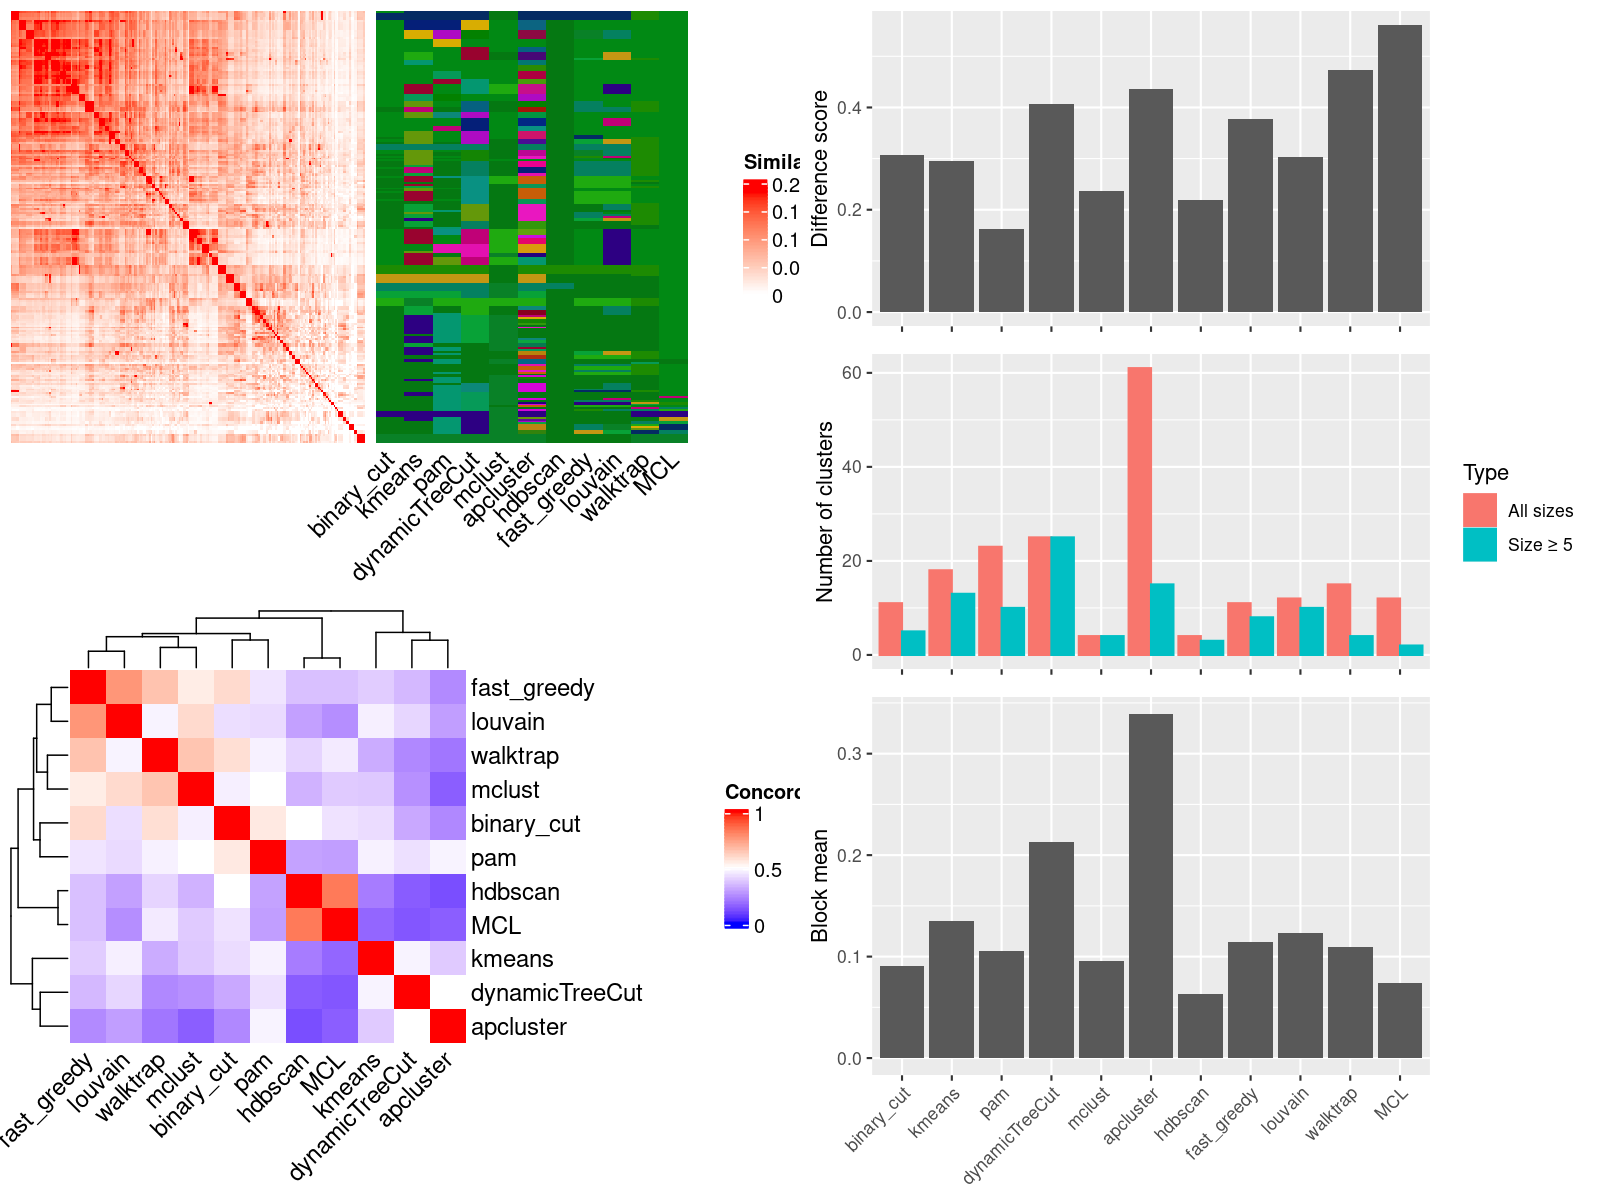 Simila
0.2
0.1
0.1
0.0
0
binary_cut
kmeans
pam
dynamicTreeCut
mclust
apcluster
hdbscan
fast_greedy
louvain
walktrap
MCL
fast_greedy
louvain
walktrap
mclust
binary_cut
pam
hdbscan
MCL
kmeans
dynamicTreeCut
apcluster
fast_greedy
louvain
walktrap
mclust
binary_cut
pam
hdbscan
MCL
kmeans
dynamicTreeCut
apcluster
Concord
1
0.5
0
Difference score
0.4
0.2
0.0
Number of clusters
60
40
20
0
Type
All sizes
Size ≥ 5
Block mean
0.3
0.2
0.1
0.0
binary_cut
kmeans
pam
dynamicTreeCut
mclust
apcluster
hdbscan
fast_greedy
louvain
walktrap
MCL